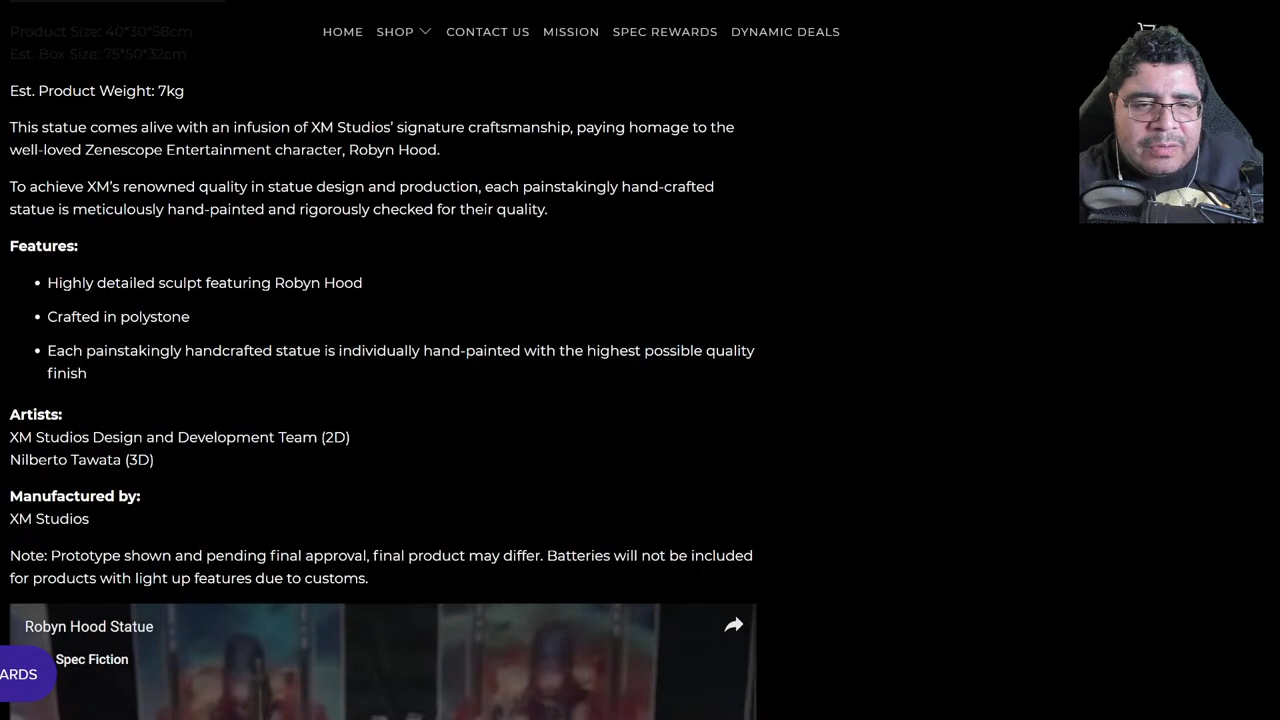 Product Size: 40*30*58cm
HOME SHOP CONTACT US MISSION SPEC REWARDS DYNAMIC DEALS
Est. Box Size: 75*50*32cm
Est. Product Weight: 7kg
This statue comes alive with an infusion of XM Studios’ signature craftsmanship, paying homage to the
well-loved Zenescope Entertainment character, Robyn Hood.
To achieve XM’s renowned quality in statue design and production, each painstakingly hand-crafted
statue is meticulously hand-painted and rigorously checked for their quality.
Features:
• Highly detailed sculpt featuring Robyn Hood
• Crafted in polystone
• Each painstakingly handcrafted statue is individually hand-painted with the highest possible quality
finish
Artists:
XM Studios Design and Development Team (2D)
Nilberto Tawata (3D)
Manufactured by:
XM Studios
Note: Prototype shown and pending final approval, final product may differ. Batteries will not be included
for products with light up features due to customs.
Robyn Hood Statue
Spec Fiction
ARDS